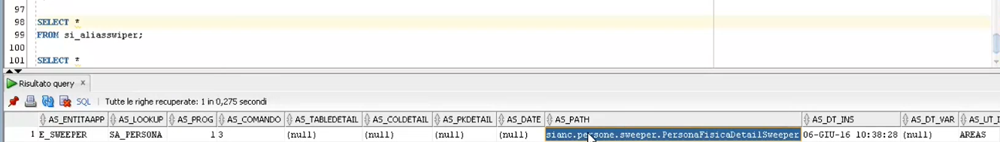 97
98 SELECT *
99 FROM si_aliasswiper;
100
101 SELECT *
Risultato query ×
SQL | Tutte le righe recuperate: 1 in 0,275 secondi
AS_ENTITAAPP AS_LOOKUP AS_PROG AS_COMANDO AS_TABLEDETAIL AS_COLDETAIL AS_PKDETAIL AS_DATE AS_PATH AS_DT_INS AS_DT_VAR AS_UT_I
1 E_SWEEPER SA_PERSONA 1 3 (null) (null) (null) (null) sianc.persone.sweeper.PersonaFisicaDetailSweeper 06-GIU-16 10:38:28 (null) AREAS